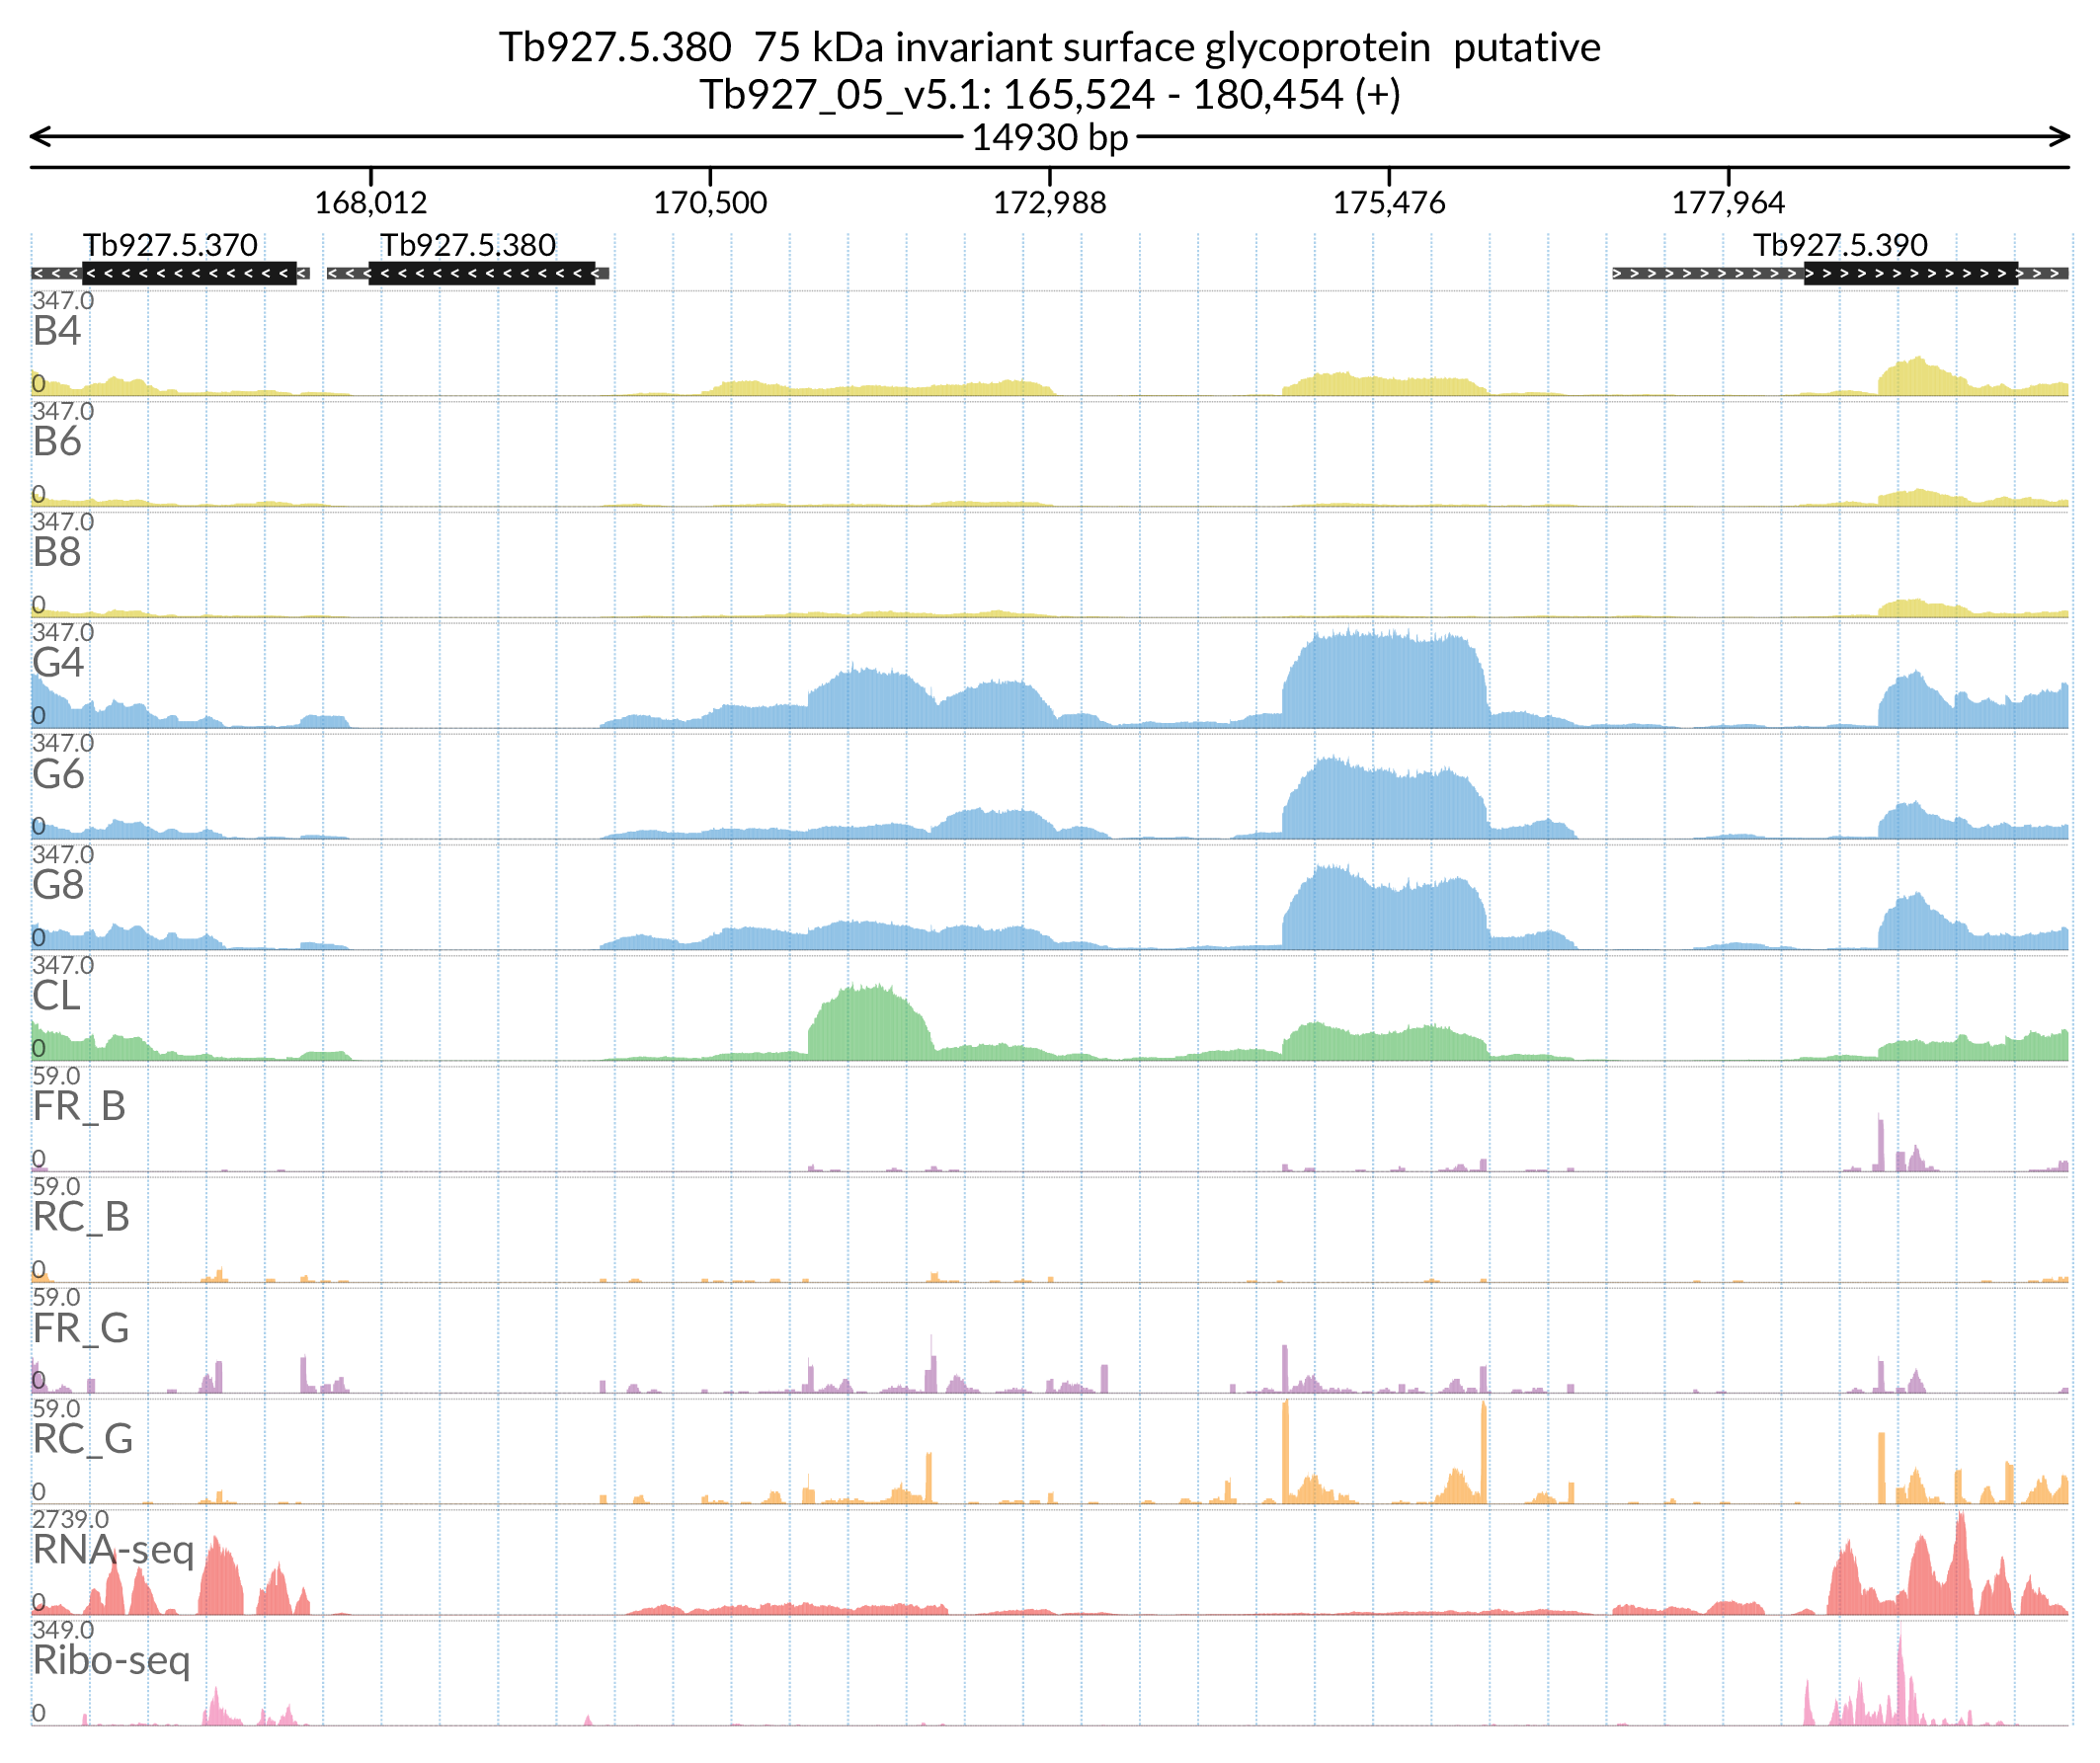 Tb927.5.380  75 kDa invariant surface glycoprotein  putative
Tb927_05_v5.1: 165,524 - 180,454 (+)
14930 bp
168,012 170,500 172,988 175,476 177,964
Tb927.5.370 Tb927.5.380 Tb927.5.390
347.0
B4
0
347.0
B6
0
347.0
B8
0
347.0
G4
0
347.0
G6
0
347.0
G8
0
347.0
CL
0
59.0
FR_B
0
59.0
RC_B
0
59.0
FR_G
0
59.0
RC_G
0
2739.0
RNA-seq
0
349.0
Ribo-seq
0